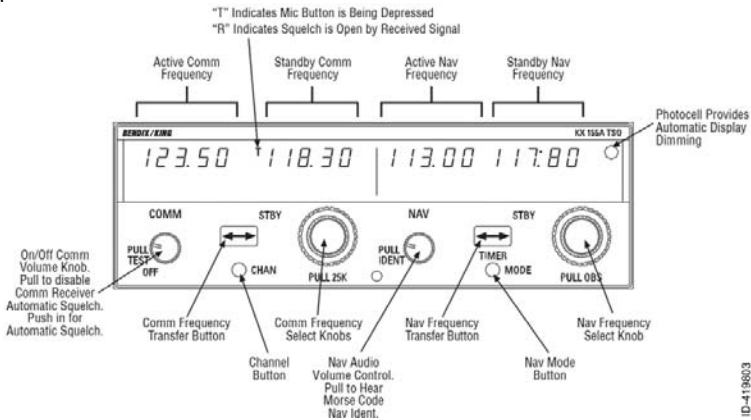 "T" Indicates Mic Button is Being Depressed
"R" Indicates Squelch is Open by Received Signal
Active Comm
Frequency
Standby Comm
Frequency
Active Nav
Frequency
Standby Nav
Frequency
Photocell Provides
Automatic Display
Dimming
BENDIX/KING
KX 155A TSO
123.50
T
118.30
113.00
117.80
COMM
STBY
NAV
STBY
PULL
TEST
OFF
CHAN
PULL 25K
PULL
IDENT
TIMER
MODE
PULL OBS
On/Off Comm
Volume Knob.
Pull to disable
Comm Receiver
Automatic Squelch.
Push in for
Automatic Squelch.
Comm Frequency
Transfer Button
Comm Frequency
Select Knobs
Nav Frequency
Transfer Button
Nav Frequency
Select Knob
Channel
Button
Nav Audio
Volume Control.
Pull to Hear
Morse Code
Nav Ident.
Nav Mode
Button
ID-419803